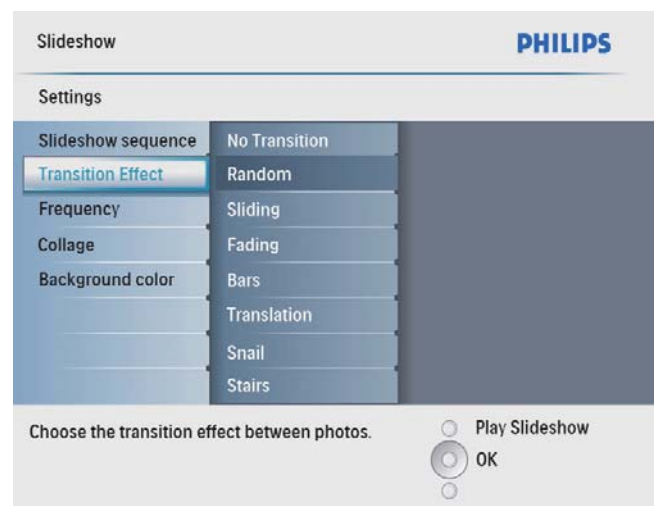 Slideshow
PHILIPS
Settings
Slideshow sequence
Transition Effect
Frequency
Collage
Background color
No Transition
Random
Sliding
Fading
Bars
Translation
Snail
Stairs
Choose the transition effect between photos.
Play Slideshow
OK